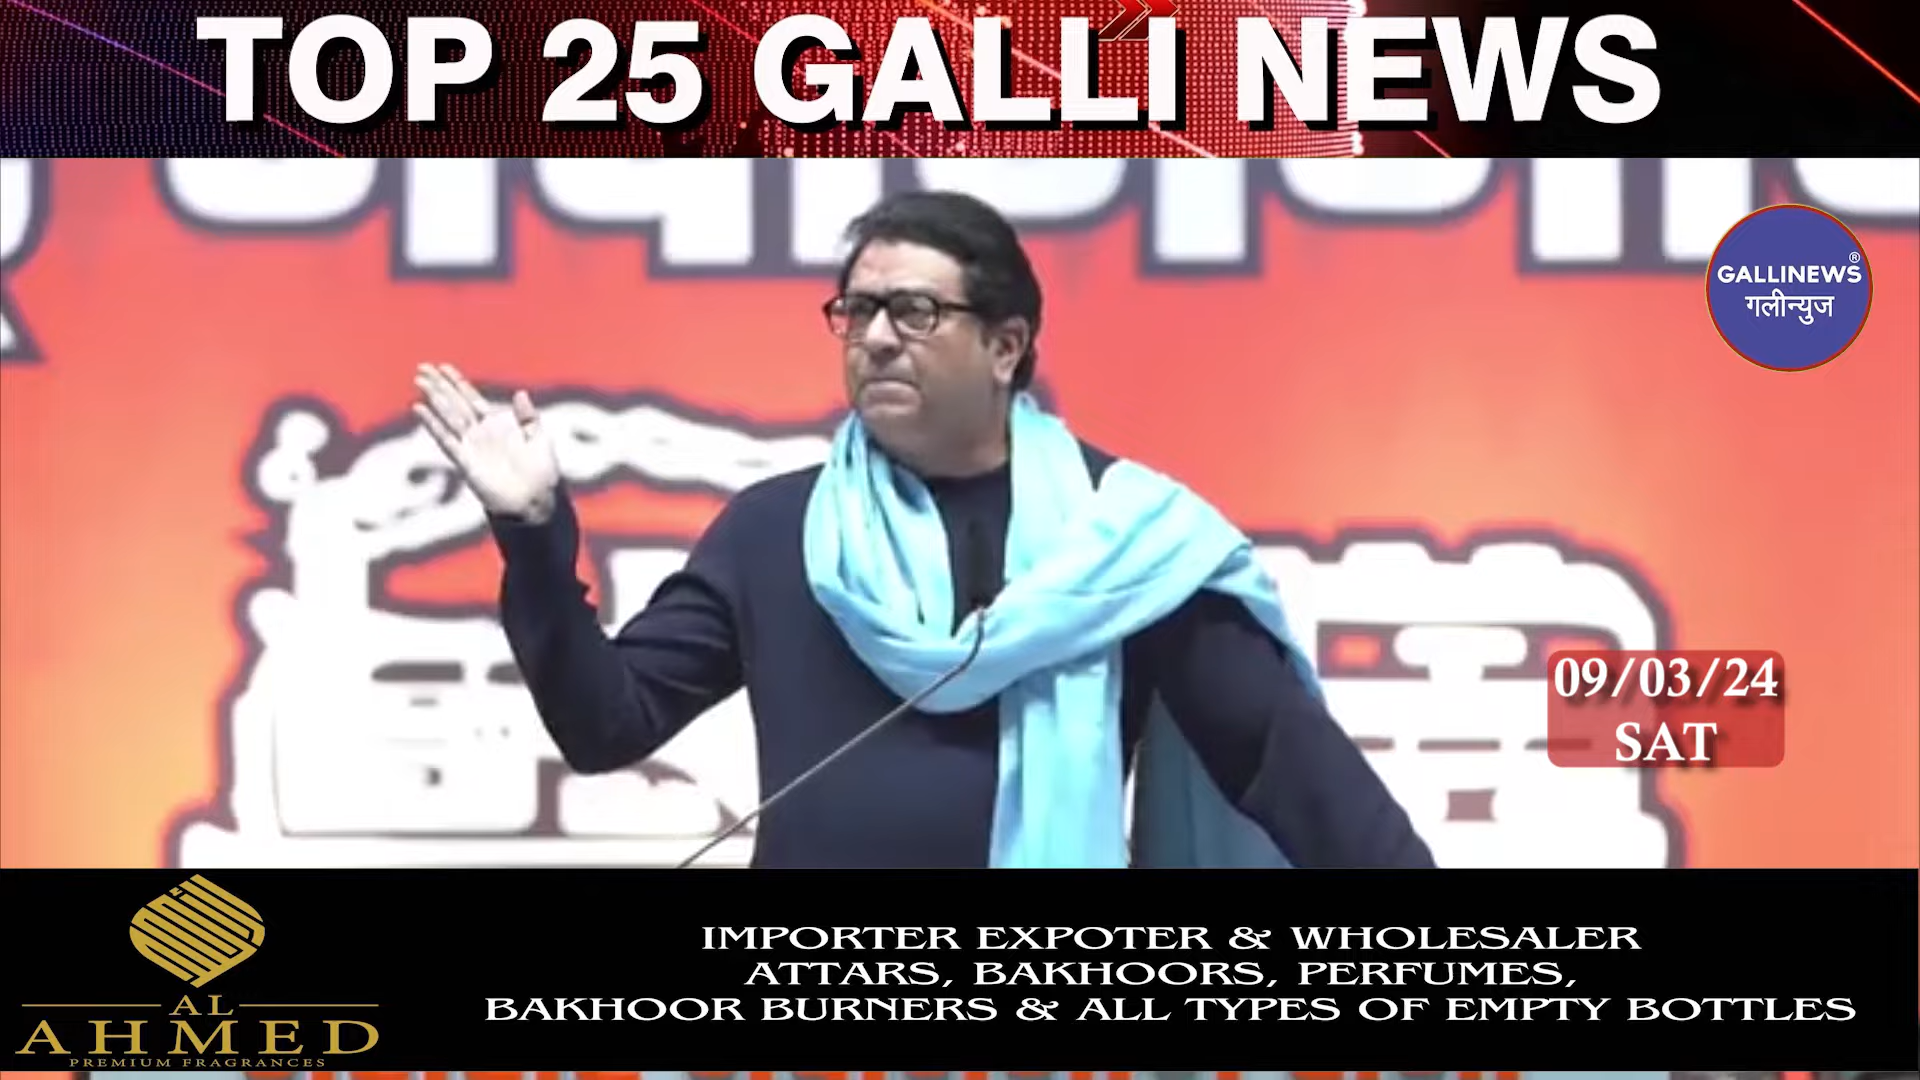 TOP 25 GALLI NEWS
GALLINEWS®
गलीन्युज
09/03/24
SAT
IMPORTER EXPOTER & WHOLESALER
ATTARS, BAKHOORS, PERFUMES,
BAKHOOR BURNERS & ALL TYPES OF EMPTY BOTTLES
AL
AHMED
PREMIUM FRAGRANCES